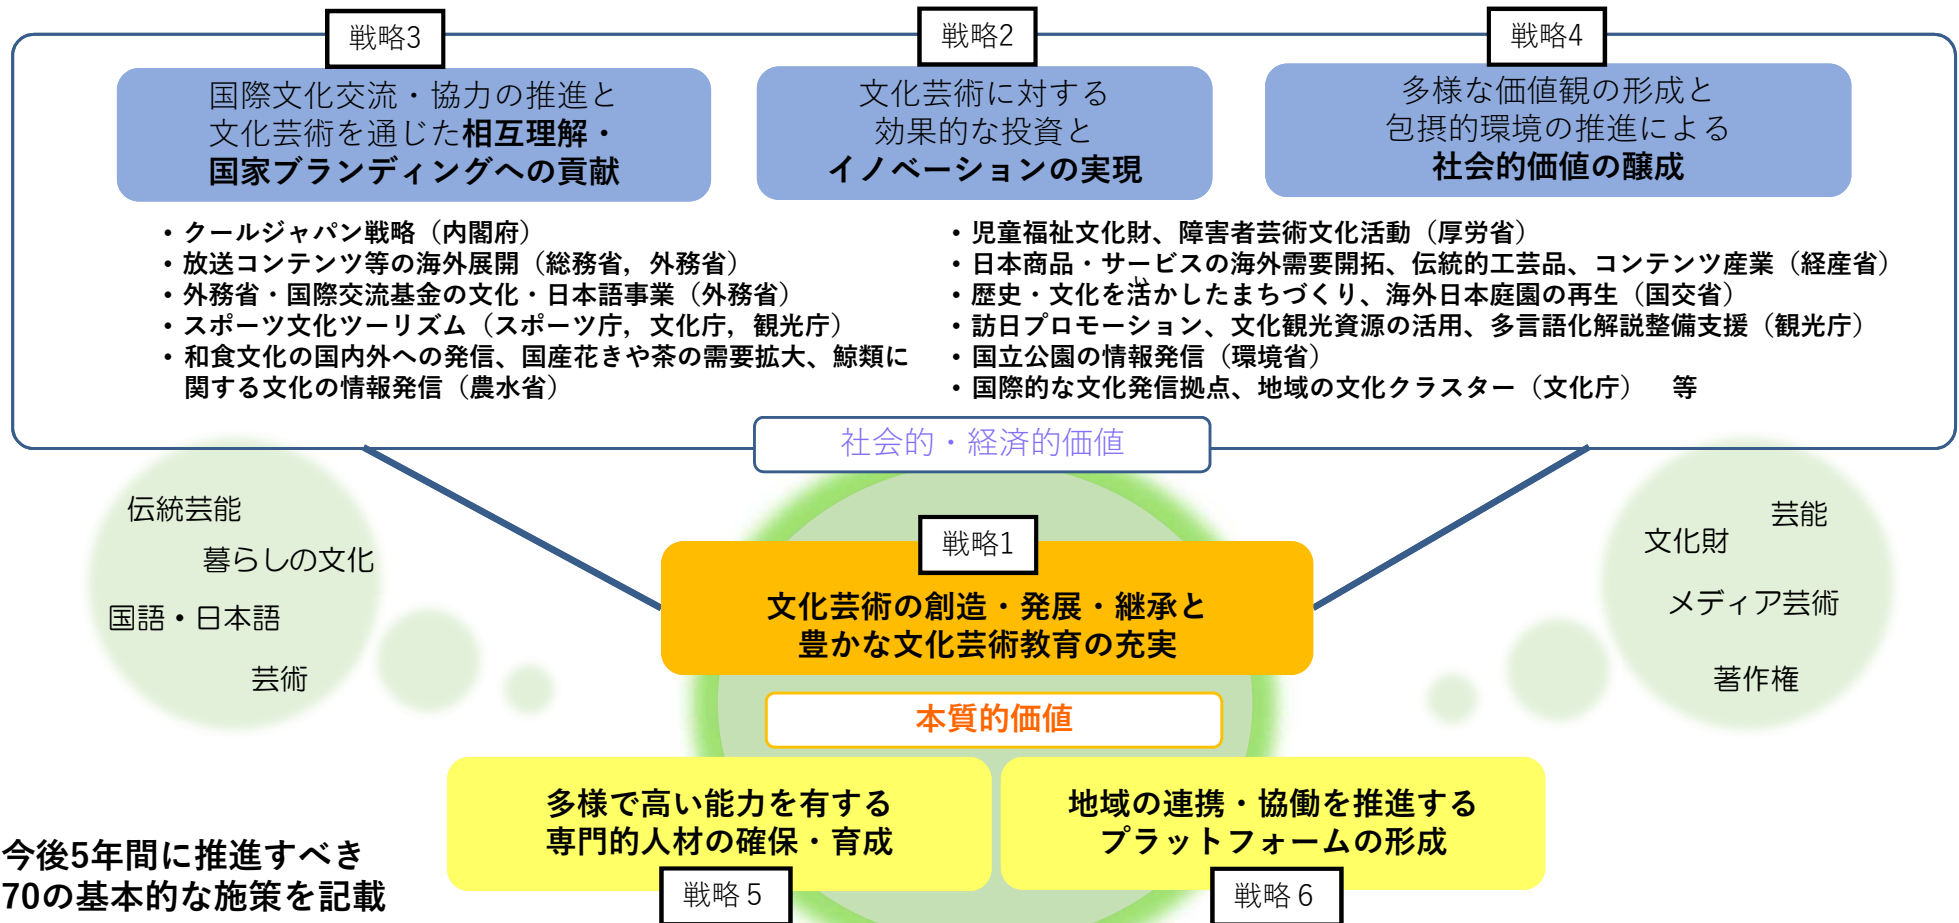 戦略3
戦略2
戦略4
国際文化交流・協力の推進と
文化芸術を通じた相互理解・
国家ブランディングへの貢献
文化芸術に対する
効果的な投資と
イノベーションの実現
多様な価値観の形成と
包摂的環境の推進による
社会的価値の醸成
・クールジャパン戦略（内閣府）
・放送コンテンツ等の海外展開（総務省，外務省）
・外務省・国際交流基金の文化・日本語事業（外務省）
・スポーツ文化ツーリズム（スポーツ庁，文化庁，観光庁）
・和食文化の国内外への発信、国産花きや茶の需要拡大、鯨類に
関する文化の情報発信（農水省）
・児童福祉文化財、障害者芸術文化活動（厚労省）
・日本商品・サービスの海外需要開拓、伝統的工芸品、コンテンツ産業（経産省）
・歴史・文化を活かしたまちづくり、海外日本庭園の再生（国交省）
・訪日プロモーション、文化観光資源の活用、多言語化解説整備支援（観光庁）
・国立公園の情報発信（環境省）
・国際的な文化発信拠点、地域の文化クラスター（文化庁）　等
社会的・経済的価値
伝統芸能
暮らしの文化
国語・日本語
芸術
戦略1
文化芸術の創造・発展・継承と
豊かな文化芸術教育の充実
本質的価値
芸能
文化財
メディア芸術
著作権
多様で高い能力を有する
専門的人材の確保・育成
戦略５
地域の連携・協働を推進する
プラットフォームの形成
戦略６
今後5年間に推進すべき
70の基本的な施策を記載